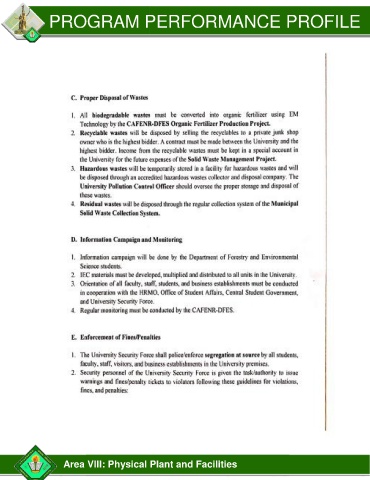 PROGRAM PERFORMANCE PROFILE
C. Proper Disposal of Wastes
1. All biodegradable wastes must be converted into organic fertilizer using EM
Technology by the CAFENR-DFES Organic Fertilizer Production Project.
2. Recyclable wastes will be disposed by selling the recyclables to a private junk shop
owner who is the highest bidder. A contract must be made between the University and the
highest bidder. Income from the recyclable wastes must be kept in a special account in
the University for the future expenses of the Solid Waste Management Project.
3. Hazardous wastes will be temporarily stored in a facility for hazardous wastes and will
be disposed through an accredited hazardous wastes collector and disposal company. The
University Pollution Control Officer should oversee the proper storage and disposal of
these wastes.
4. Residual wastes will be disposed through the regular collection system of the Municipal
Solid Waste Collection System.
D. Information Campaign and Monitoring
1. Information campaign will be done by the Department of Forestry and Environmental
Science students.
2. IEC materials must be developed, multiplied and distributed to all units in the University.
3. Orientation of all faculty, staff, students, and business establishments must be conducted
in cooperation with the HRMO, Office of Student Affairs, Central Student Government,
and University Security Force.
4. Regular monitoring must be conducted by the CAFENR-DFES.
E. Enforcement of Fines/Penalties
1. The University Security Force shall police/enforce segregation at source by all students,
faculty, staff, visitors, and business establishments in the University premises.
2. Security personnel of the University Security Force is given the task/authority to issue
warnings and fines/penalty tickets to violators following these guidelines for violations,
fines, and penalties:
Area VIII: Physical Plant and Facilities